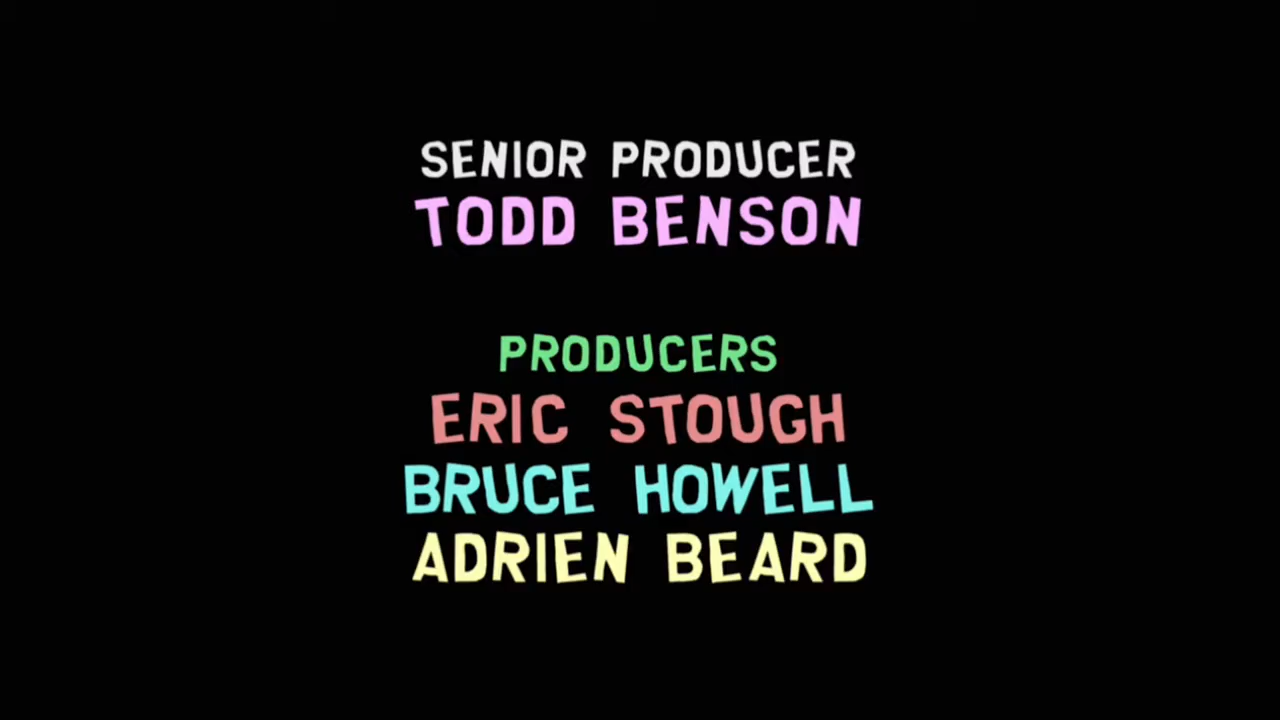 SENIOR PRODUCER
TODD BENSON
PRODUCERS
ERIC STOUGH
BRUCE HOWELL
ADRIEN BEARD